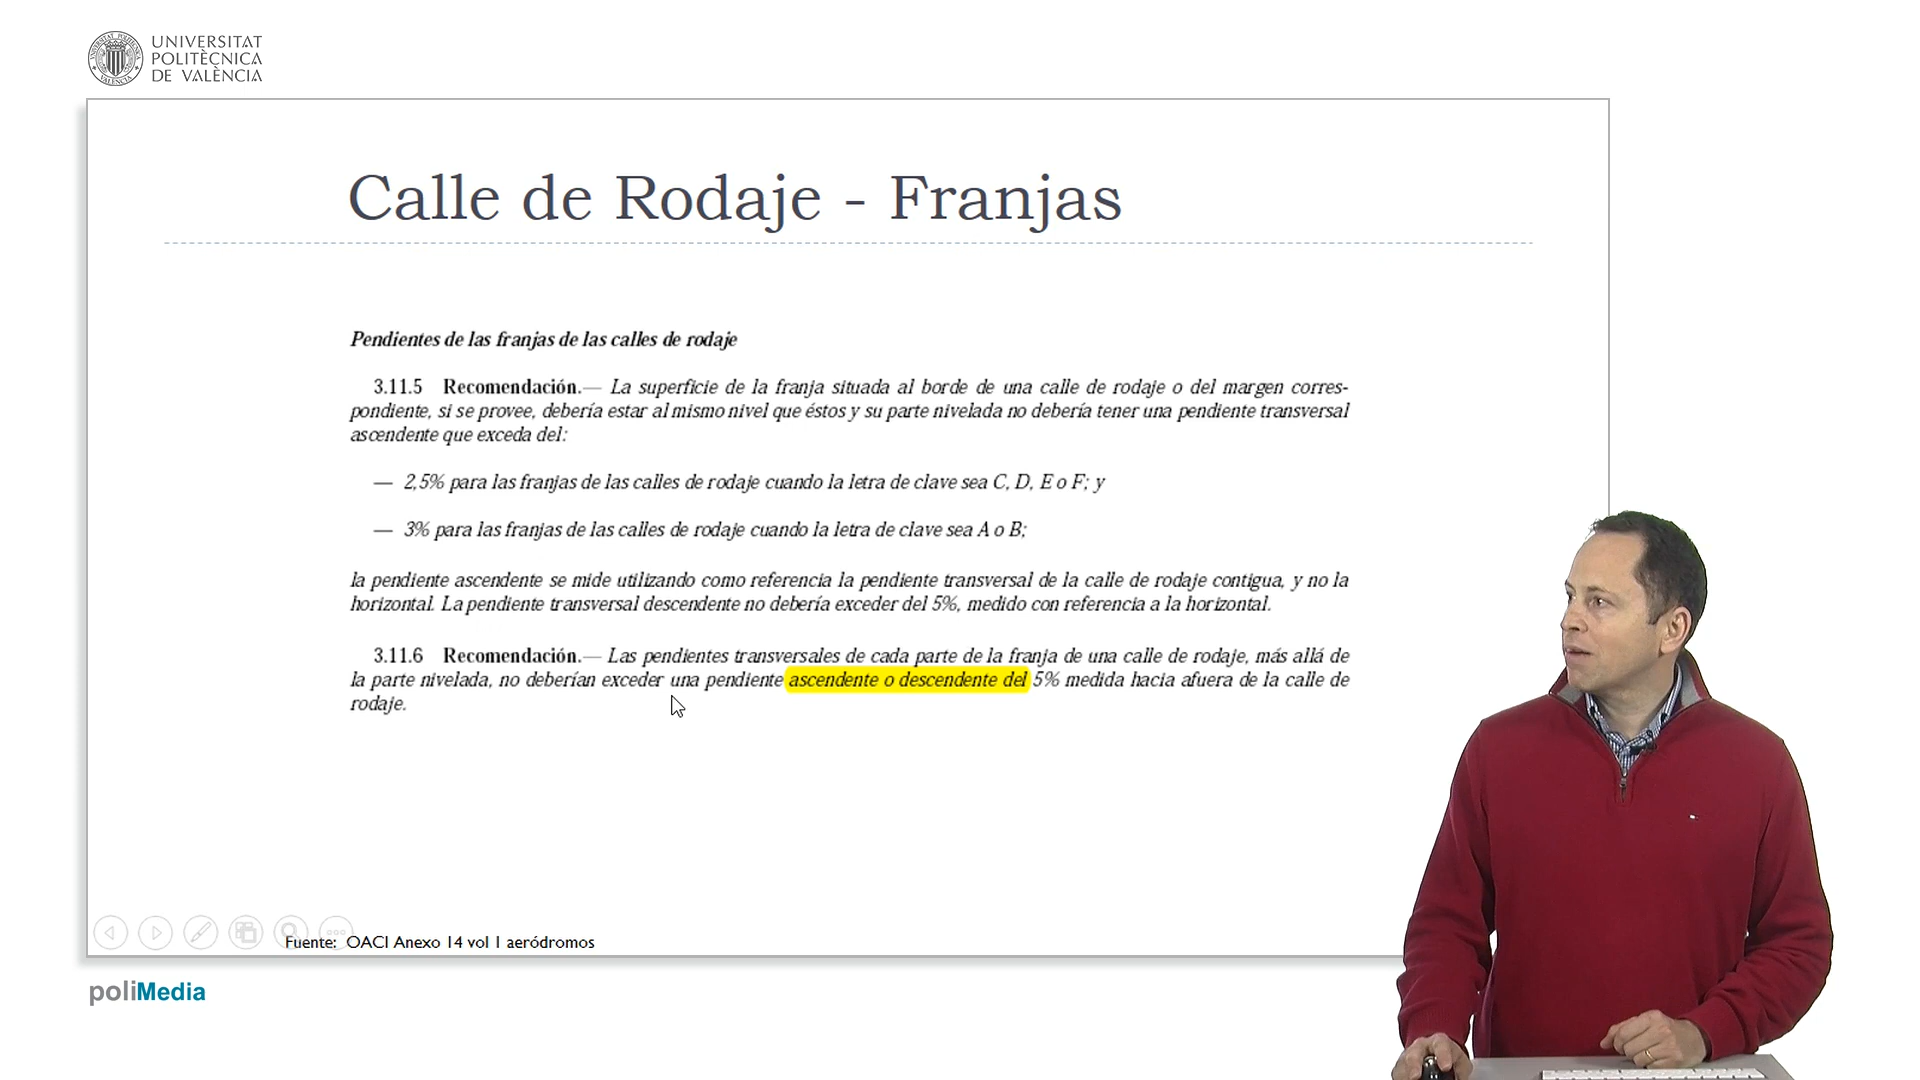 UNIVERSITAT
POLITÈCNICA
DE VALÈNCIA
Calle de Rodaje - Franjas
Pendientes de las franjas de las calles de rodaje
3.11.5 Recomendación.— La superficie de la franja situada al borde de una calle de rodaje o del margen corres-
pondiente, si se provee, debería estar al mismo nivel que éstos y su parte nivelada no debería tener una pendiente transversal
ascendente que exceda del:
— 2,5% para las franjas de las calles de rodaje cuando la letra de clave sea C, D, E o F; y
— 3% para las franjas de las calles de rodaje cuando la letra de clave sea A o B;
la pendiente ascendente se mide utilizando como referencia la pendiente transversal de la calle de rodaje contigua, y no la
horizontal. La pendiente transversal descendente no debería exceder del 5%, medido con referencia a la horizontal.
3.11.6 Recomendación.— Las pendientes transversales de cada parte de la franja de una calle de rodaje, más allá de
la parte nivelada, no deberían exceder una pendiente ascendente o descendente del 5% medida hacia afuera de la calle de
rodaje.
Fuente: OACI Anexo 14 vol 1 aeródromos
poliMedia